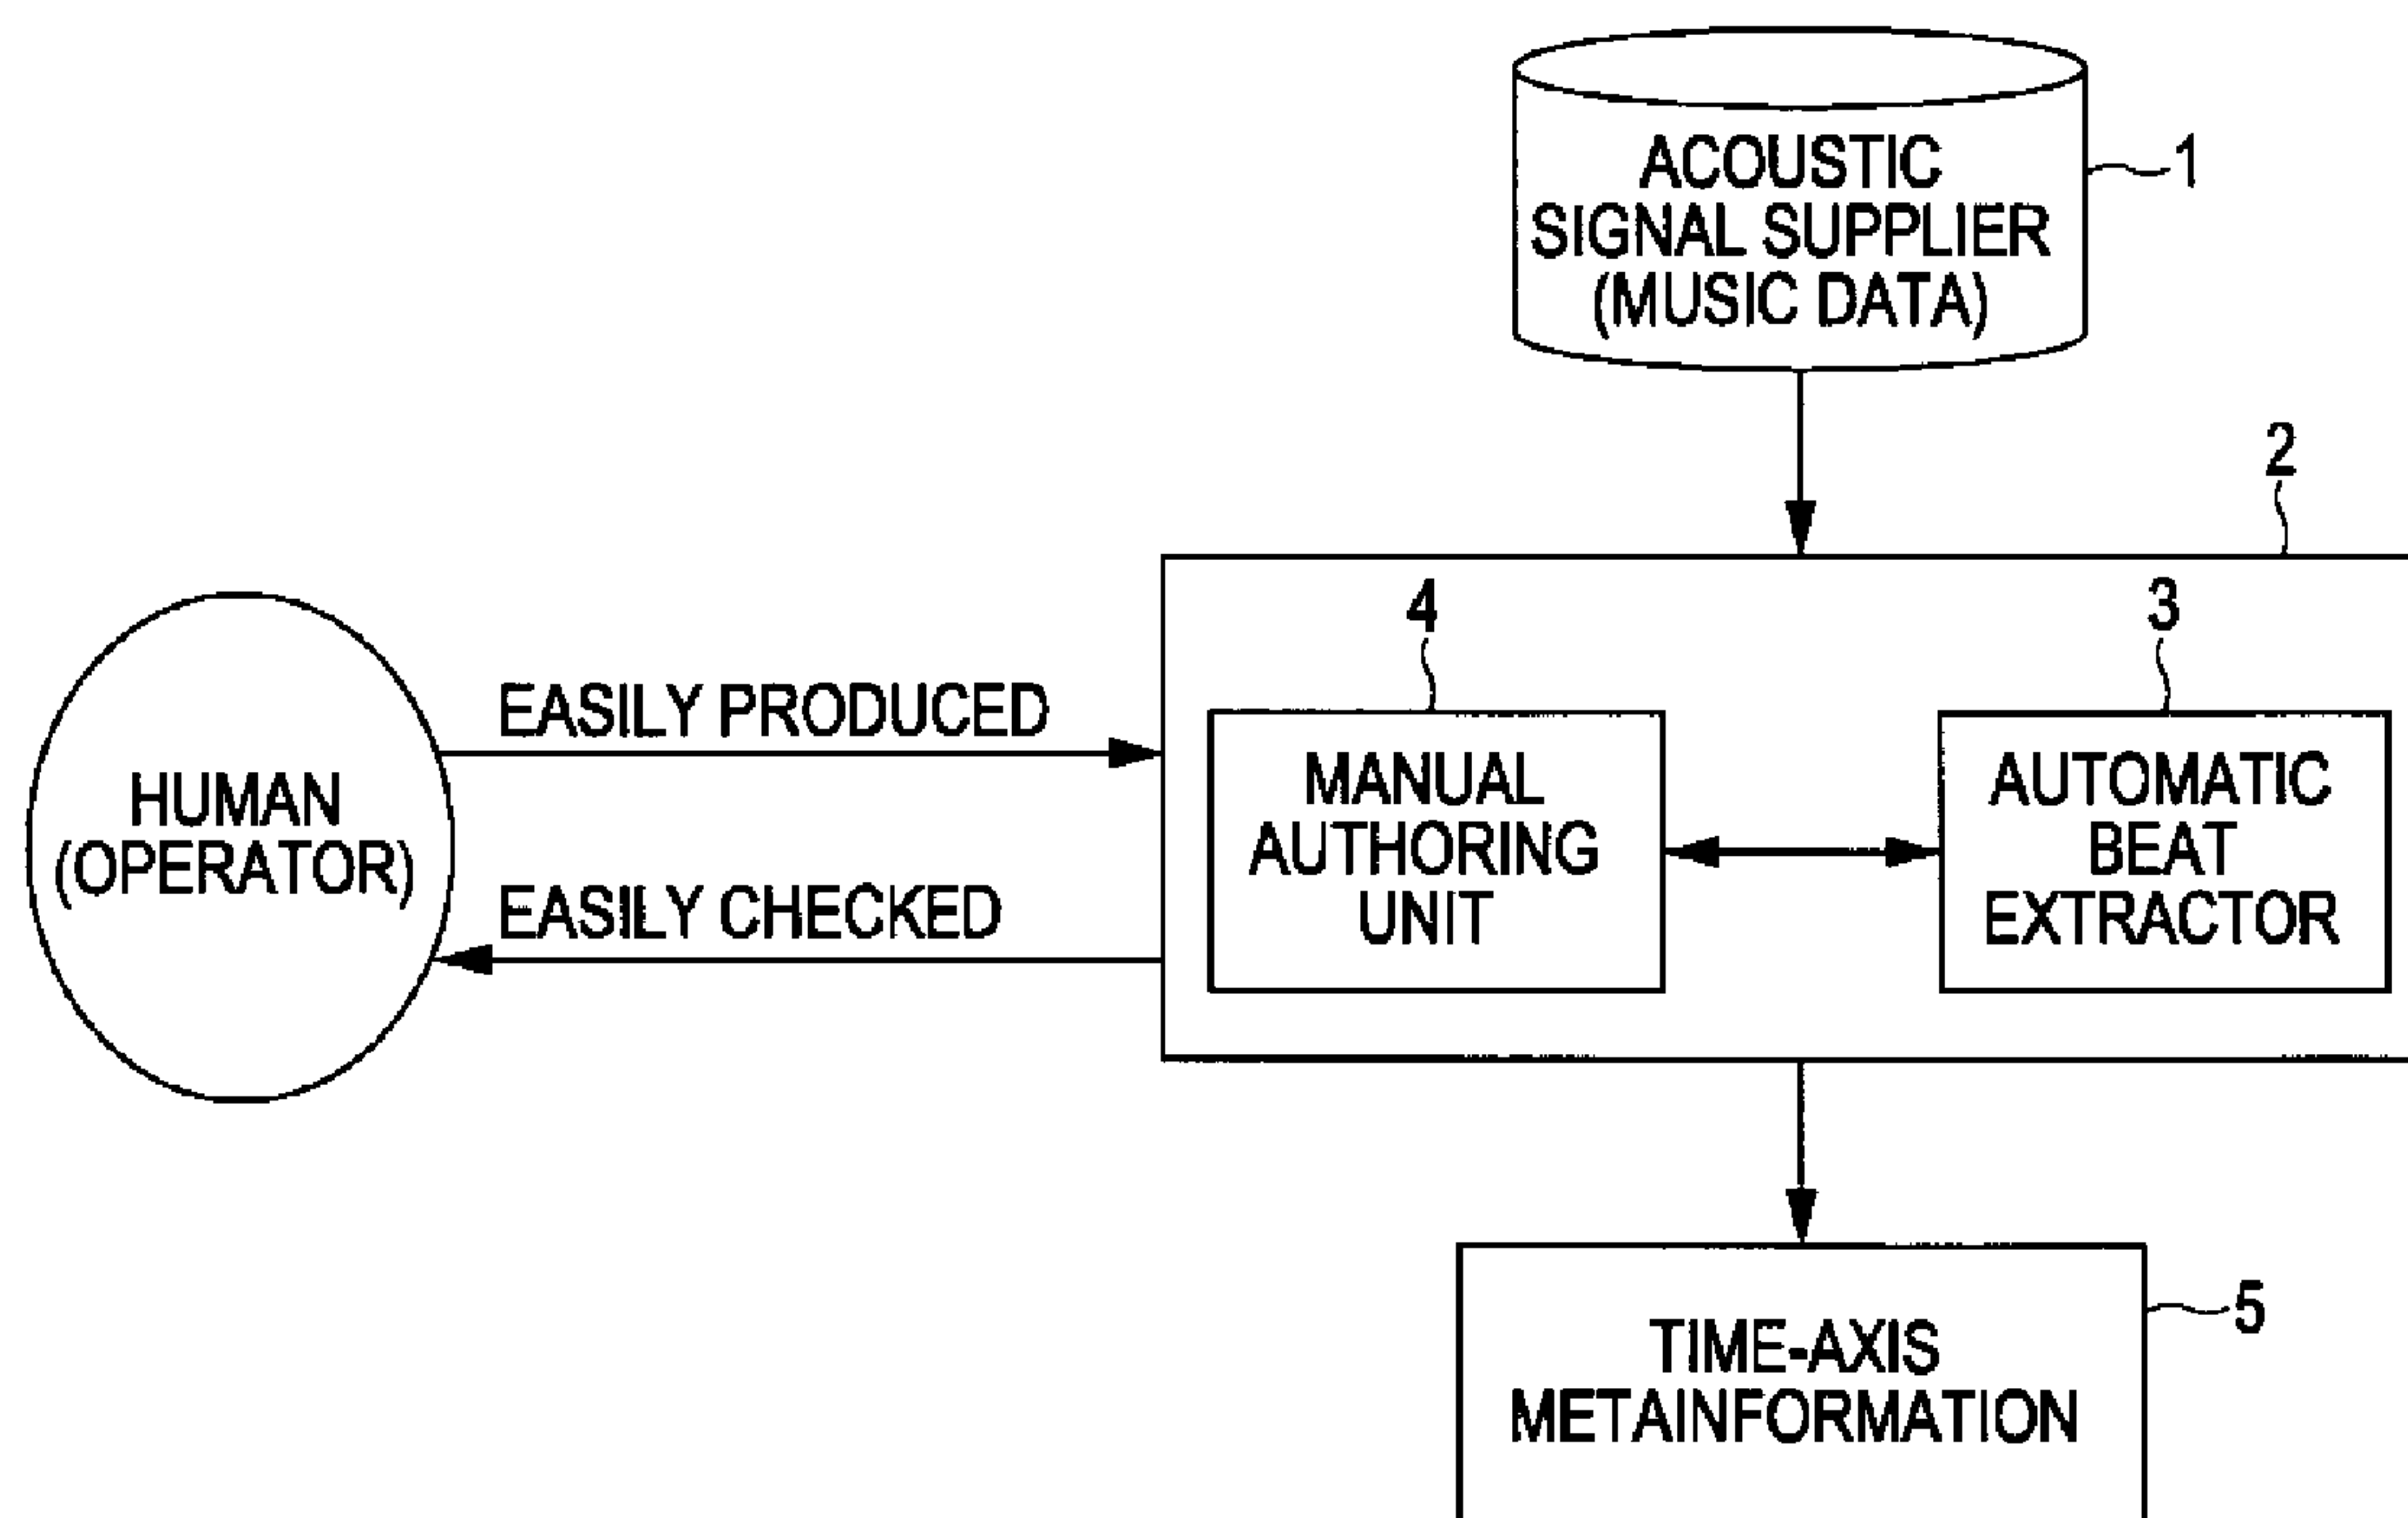 ACOUSTIC
SIGNAL SUPPLIER
(MUSIC DATA)
1
2
4
3
EASILY PRODUCED
HUMAN
(OPERATOR)
EASILY CHECKED
MANUAL
AUTHORING
UNIT
AUTOMATIC
BEAT
EXTRACTOR
5
TIME-AXIS
METAINFORMATION